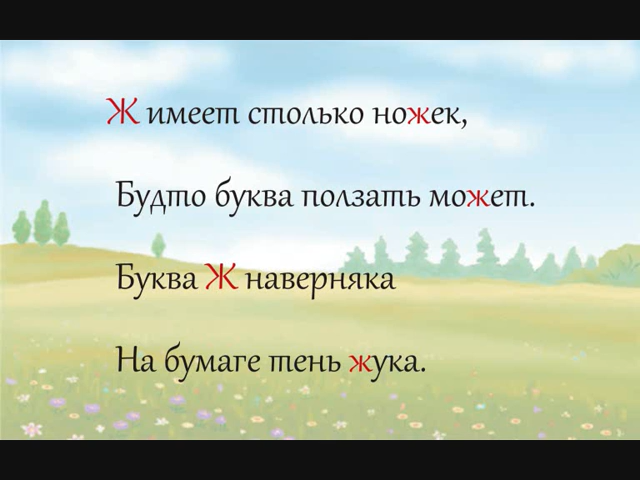 Ж имеет столько ножек,
Будто буква ползать может.
Буква Ж наверняка
На бумаге тень жука.